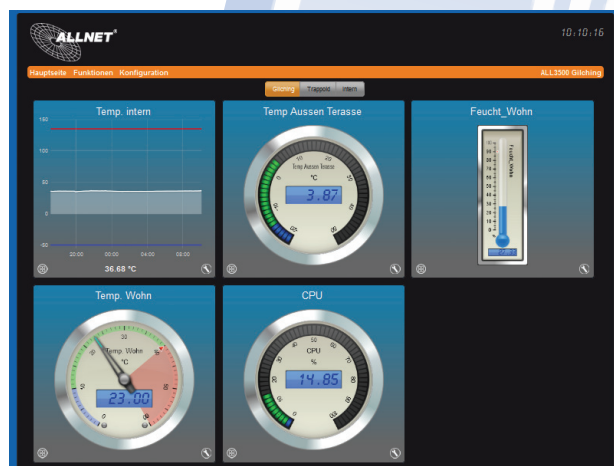 ALLNET®
10:10:16
Hauptseite Funktionen Konfiguration
ALL3500 Gilching
Gilching Trappold Intern
Temp. intern
150
100
50
0
-50
20:00 00:00 04:00 08:00
36.68 °C
Temp Aussen Terasse
Temp Aussen Terasse
°C
3.87
Feucht_Wohn
Feucht_Wohn
Temp. Wohn
Temp. Wohn
°C
23.00
CPU
CPU
%
14.85